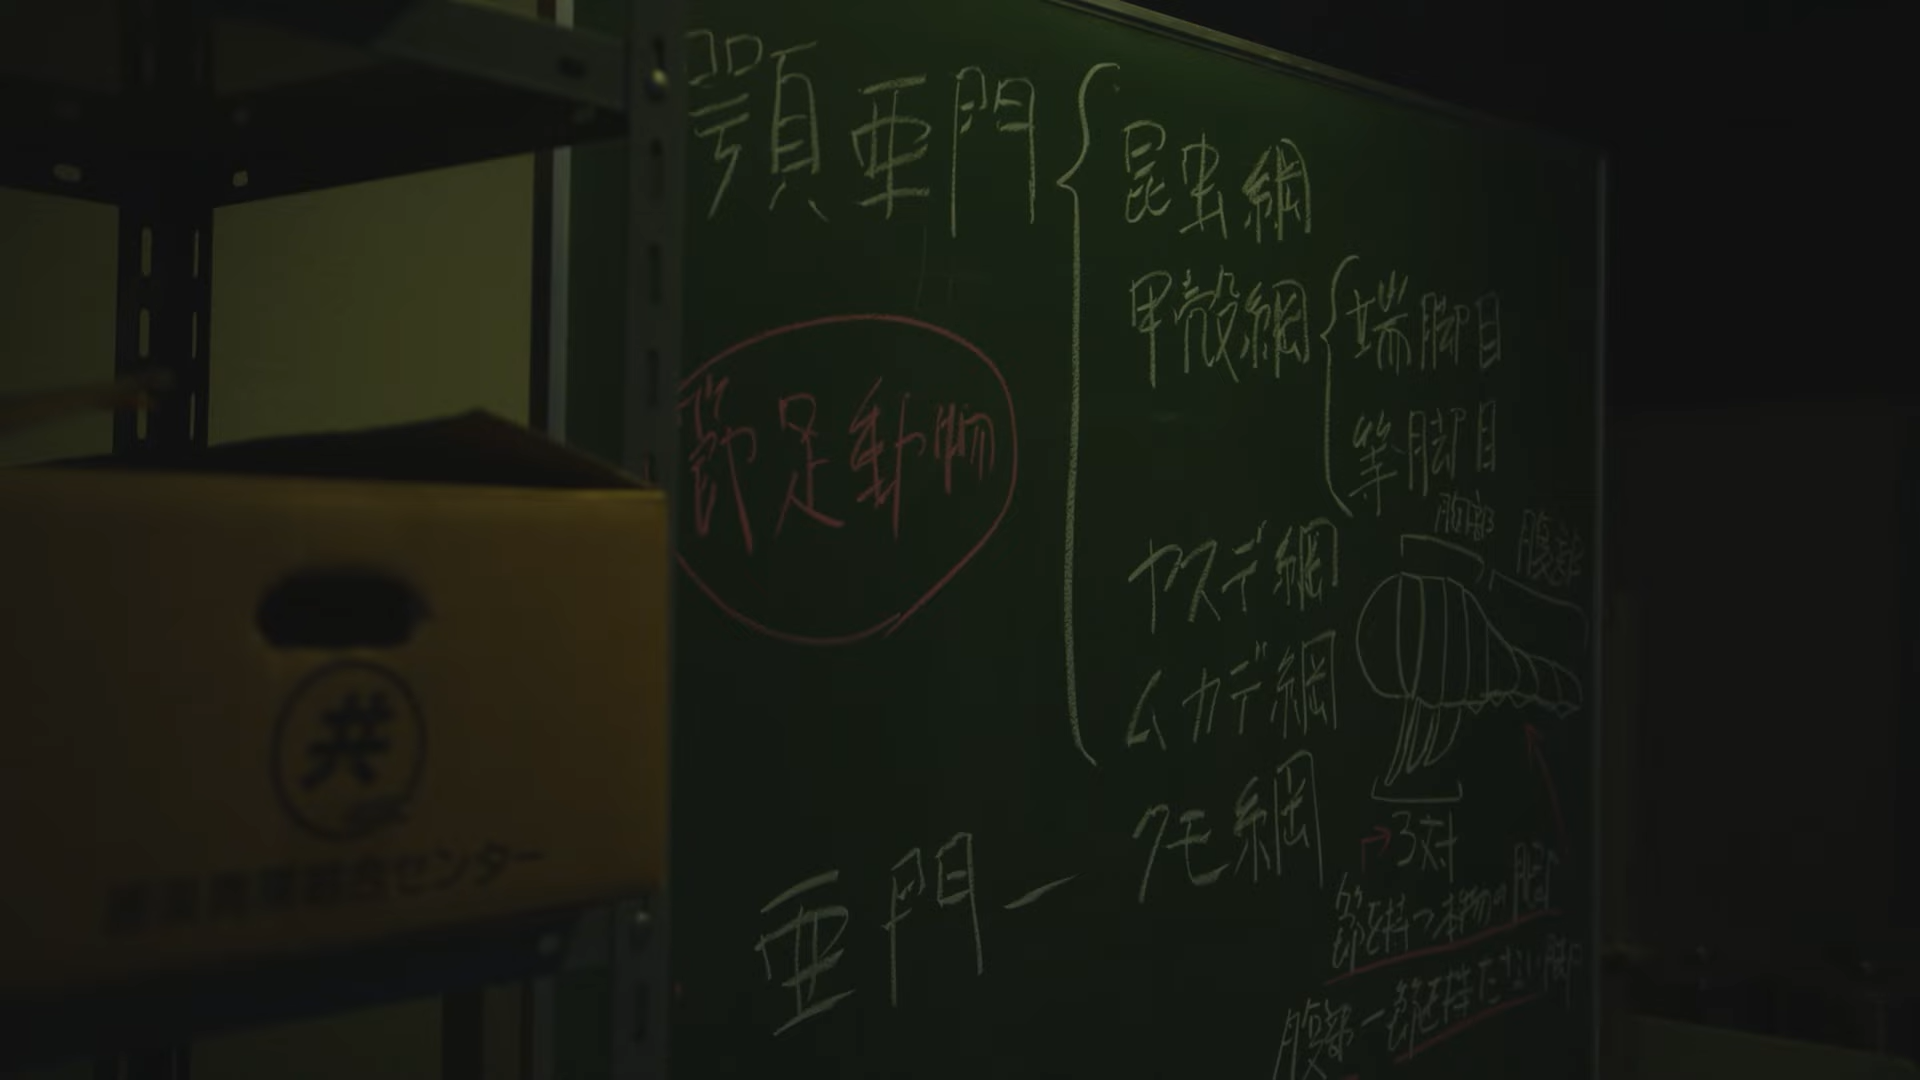 顎亜門
昆虫綱
甲殻綱
端脚目
等脚目
節足動物
胸部
腹部
ヤスデ綱
ムカデ綱
クモ綱
亜門ー
3対
節を持つ本物の脚
腹部ー節を持たない脚
共
センター